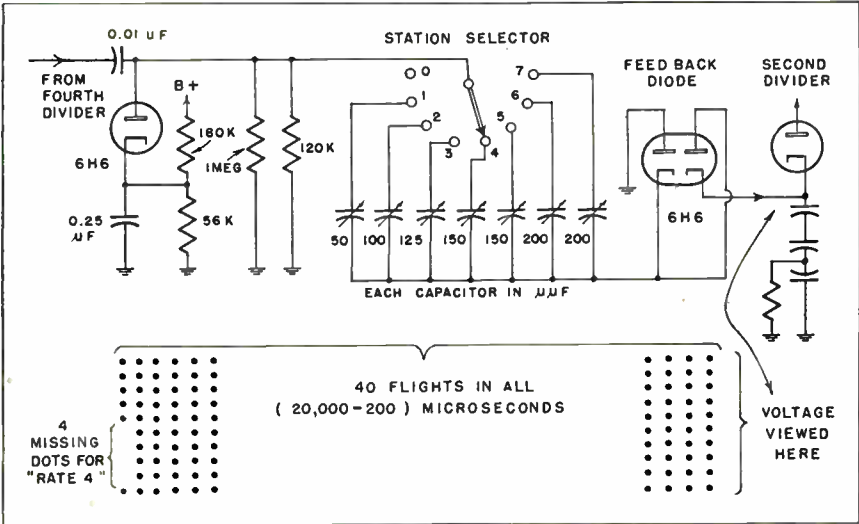 0.01 UF
FROM
FOURTH
DIVIDER
6H6
B+
180K
1MEG
120K
0.25
μF
56K
STATION SELECTOR
0
1
2
3
4
5
6
7
50
100
125
150
150
200
200
EACH CAPACITOR IN μμF
FEED BACK
DIODE
6H6
SECOND
DIVIDER
40 FLIGHTS IN ALL
( 20,000-200 ) MICROSECONDS
4
MISSING
DOTS FOR
"RATE 4"
VOLTAGE
VIEWED
HERE